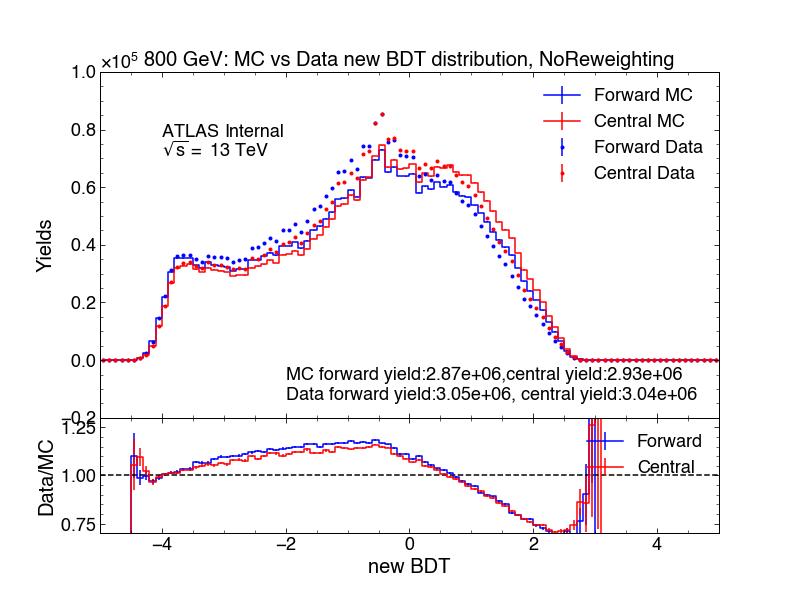 ×10⁵ 800 GeV: MC vs Data new BDT distribution, NoReweighting
1.0
0.8
0.6
0.4
0.2
0.0
−0.2
Yields
ATLAS Internal
√s = 13 TeV
Forward MC
Central MC
Forward Data
Central Data
MC forward yield:2.87e+06,central yield:2.93e+06
Data forward yield:3.05e+06, central yield:3.04e+06
1.25
1.00
0.75
Data/MC
Forward
Central
−4 −2 0 2 4
new BDT